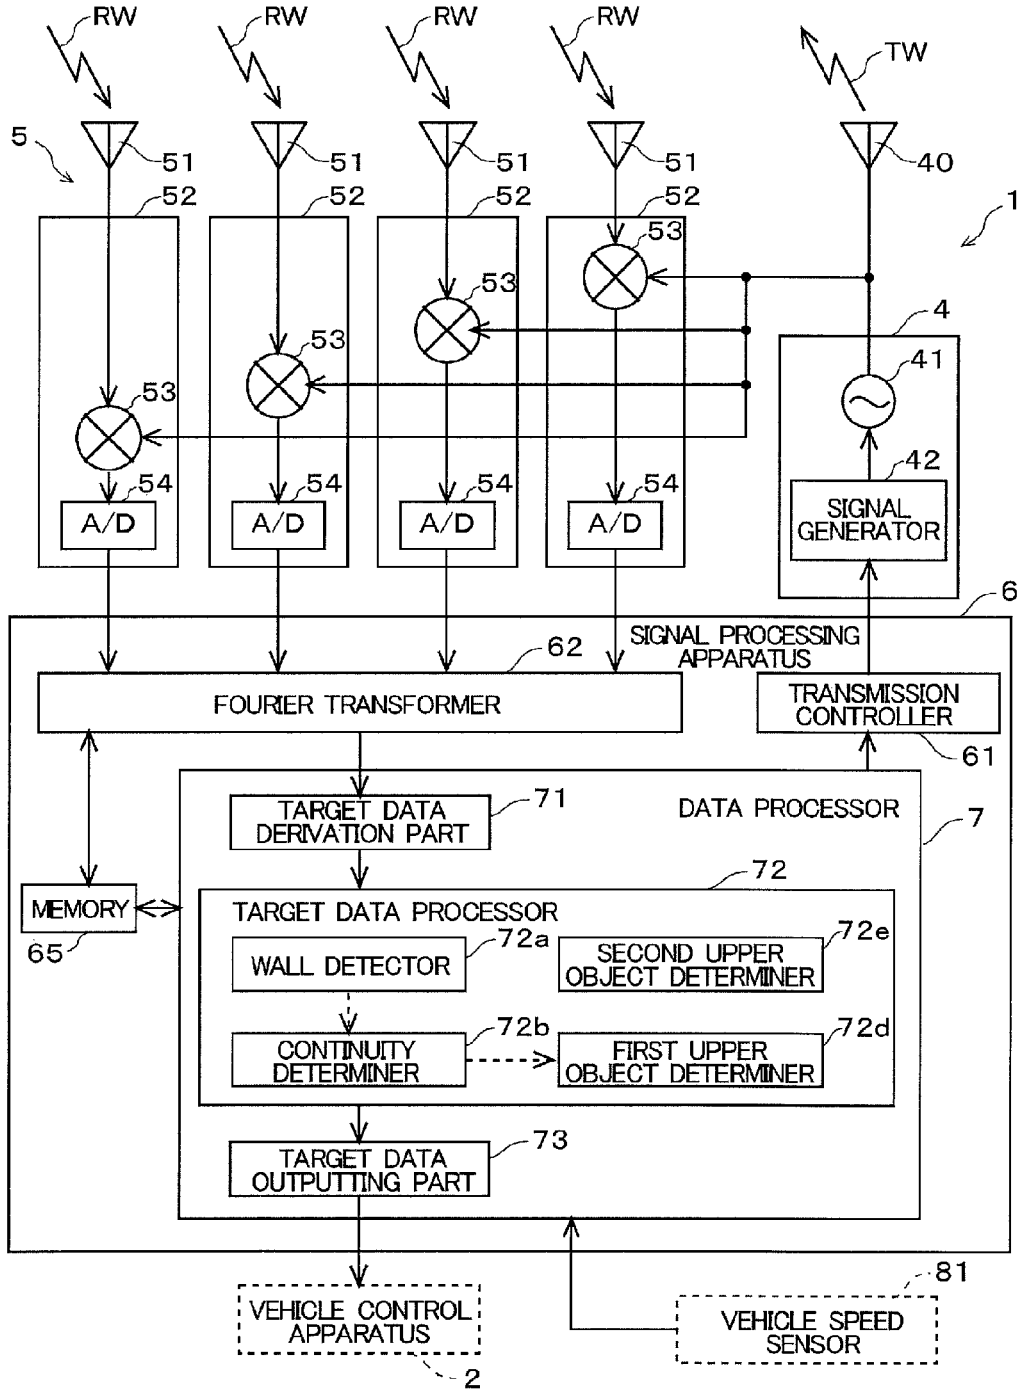 RW
RW
RW
RW
TW
5
51
51
51
51
40
52
52
52
52
1
53
53
53
53
4
41
42
SIGNAL
GENERATOR
54
54
54
54
A/D
A/D
A/D
A/D
6
SIGNAL PROCESSING
APPARATUS
62
FOURIER TRANSFORMER
TRANSMISSION
CONTROLLER
61
71
TARGET DATA
DERIVATION PART
DATA PROCESSOR
7
72
MEMORY
65
TARGET DATA PROCESSOR
72a
WALL DETECTOR
72e
SECOND UPPER
OBJECT DETERMINER
72b
CONTINUITY
DETERMINER
72d
FIRST UPPER
OBJECT DETERMINER
73
TARGET DATA
OUTPUTTING PART
VEHICLE CONTROL
APPARATUS
2
81
VEHICLE SPEED
SENSOR